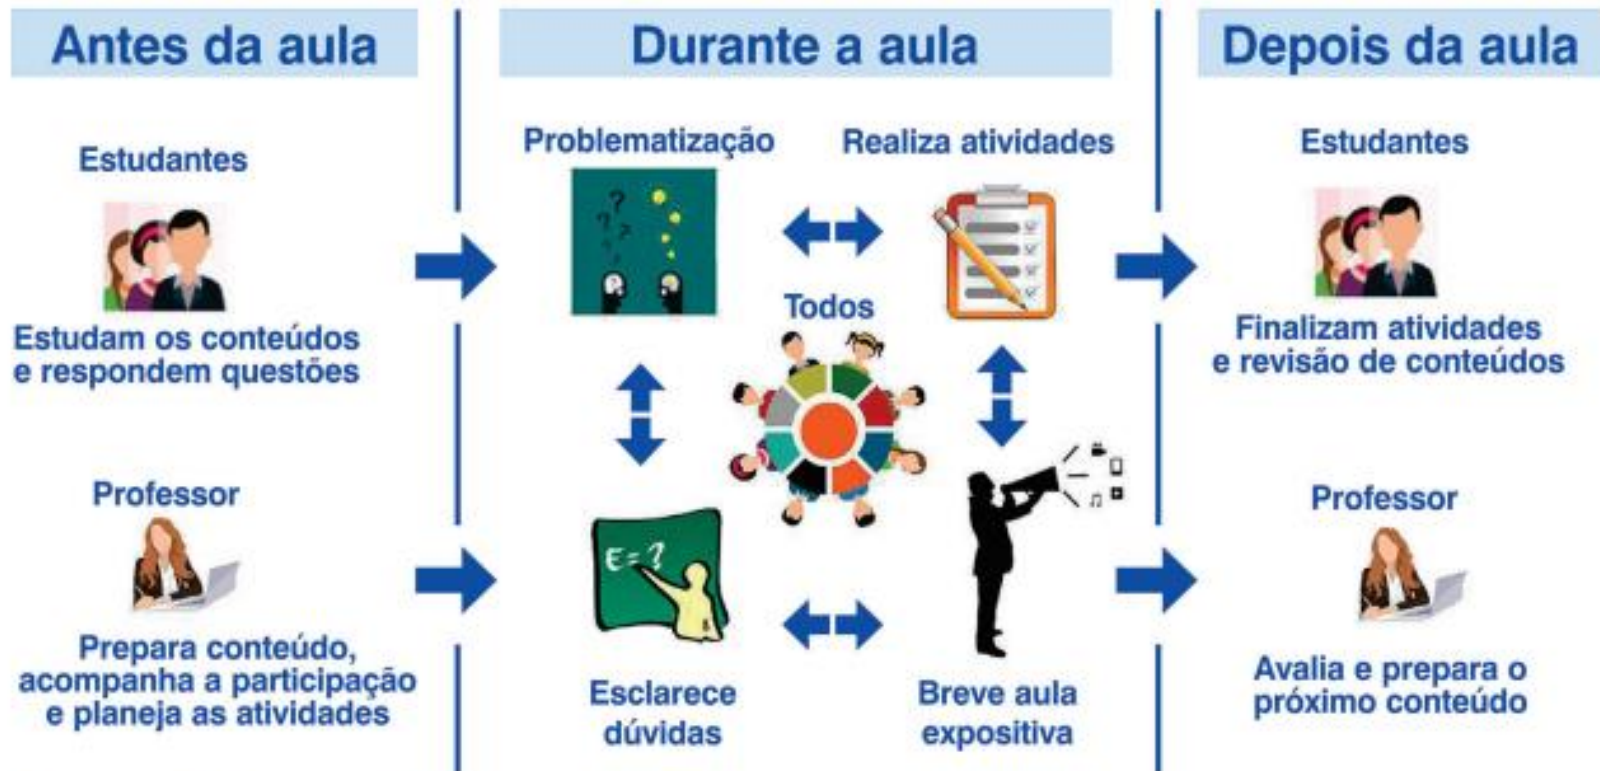 Antes da aula
Durante a aula
Depois da aula
Estudantes
Estudam os conteúdos
e respondem questões
Professor
Prepara conteúdo,
acompanha a participação
e planeja as atividades
Problematização
Realiza atividades
Todos
E=?
Esclarece
dúvidas
Breve aula
expositiva
Estudantes
Finalizam atividades
e revisão de conteúdos
Professor
Avalia e prepara o
próximo conteúdo